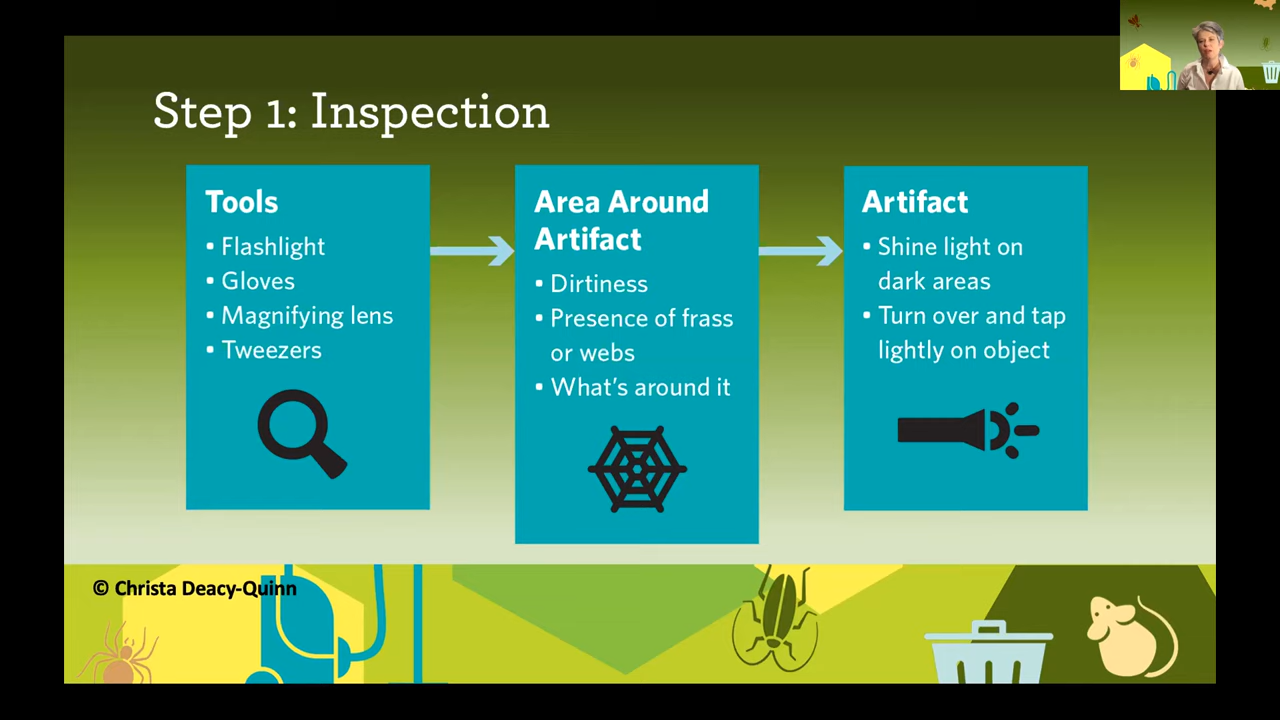 Step 1: Inspection
Tools
• Flashlight
• Gloves
• Magnifying lens
• Tweezers
Area Around
Artifact
• Dirtiness
• Presence of frass
or webs
• What's around it
Artifact
• Shine light on
dark areas
• Turn over and tap
lightly on object
© Christa Deacy-Quinn